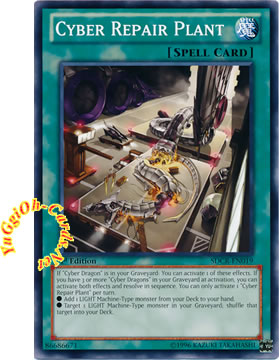 CYBER REPAIR PLANT
[SPELL CARD]
YuGgiOh-Cards.Net
Edition
SDCR-EN019
If "Cyber Dragon" is in your Graveyard: You can activate 1 of these effects. If
you have 3 or more "Cyber Dragons" in your Graveyard at activation, you can
activate both effects and resolve in sequence. You can only activate 1 "Cyber
Repair Plant" per turn.
● Add 1 LIGHT Machine-Type monster from your Deck to your hand.
● Target 1 LIGHT Machine-Type monster in your Graveyard; shuffle that
target into your Deck.
86686671
©1996 KAZUKI TAKAHASHI